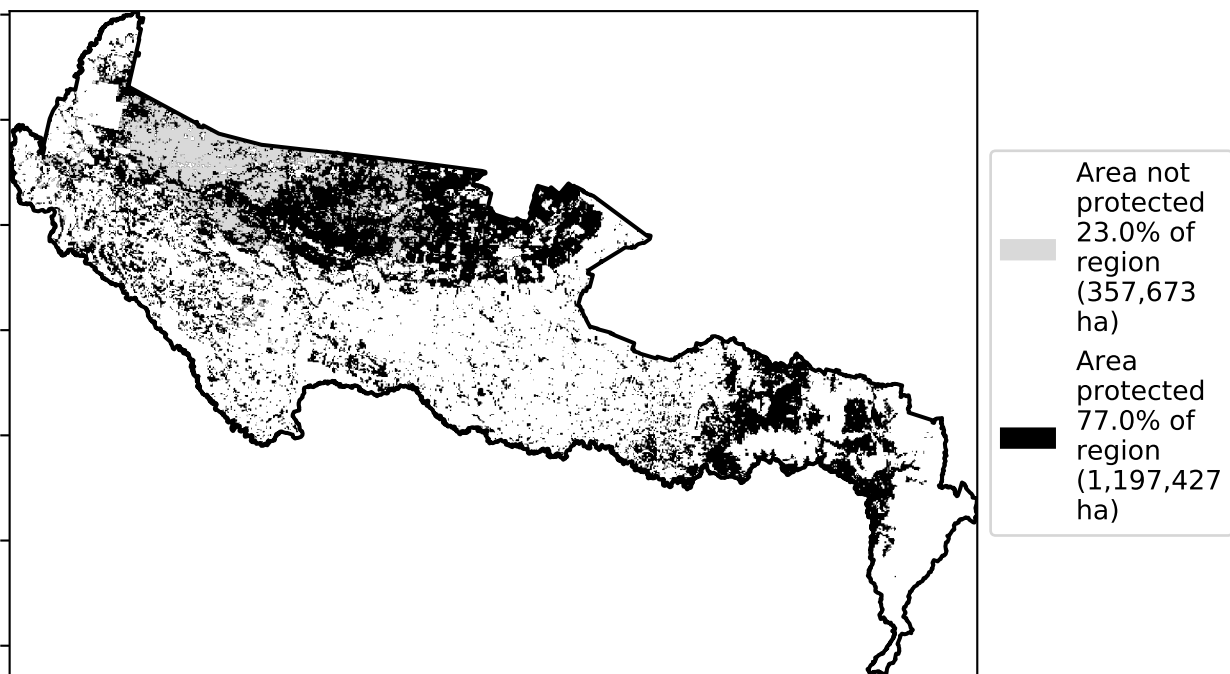 Area not
protected
23.0% of
region
(357,673
ha)
Area
protected
77.0% of
region
(1,197,427
ha)